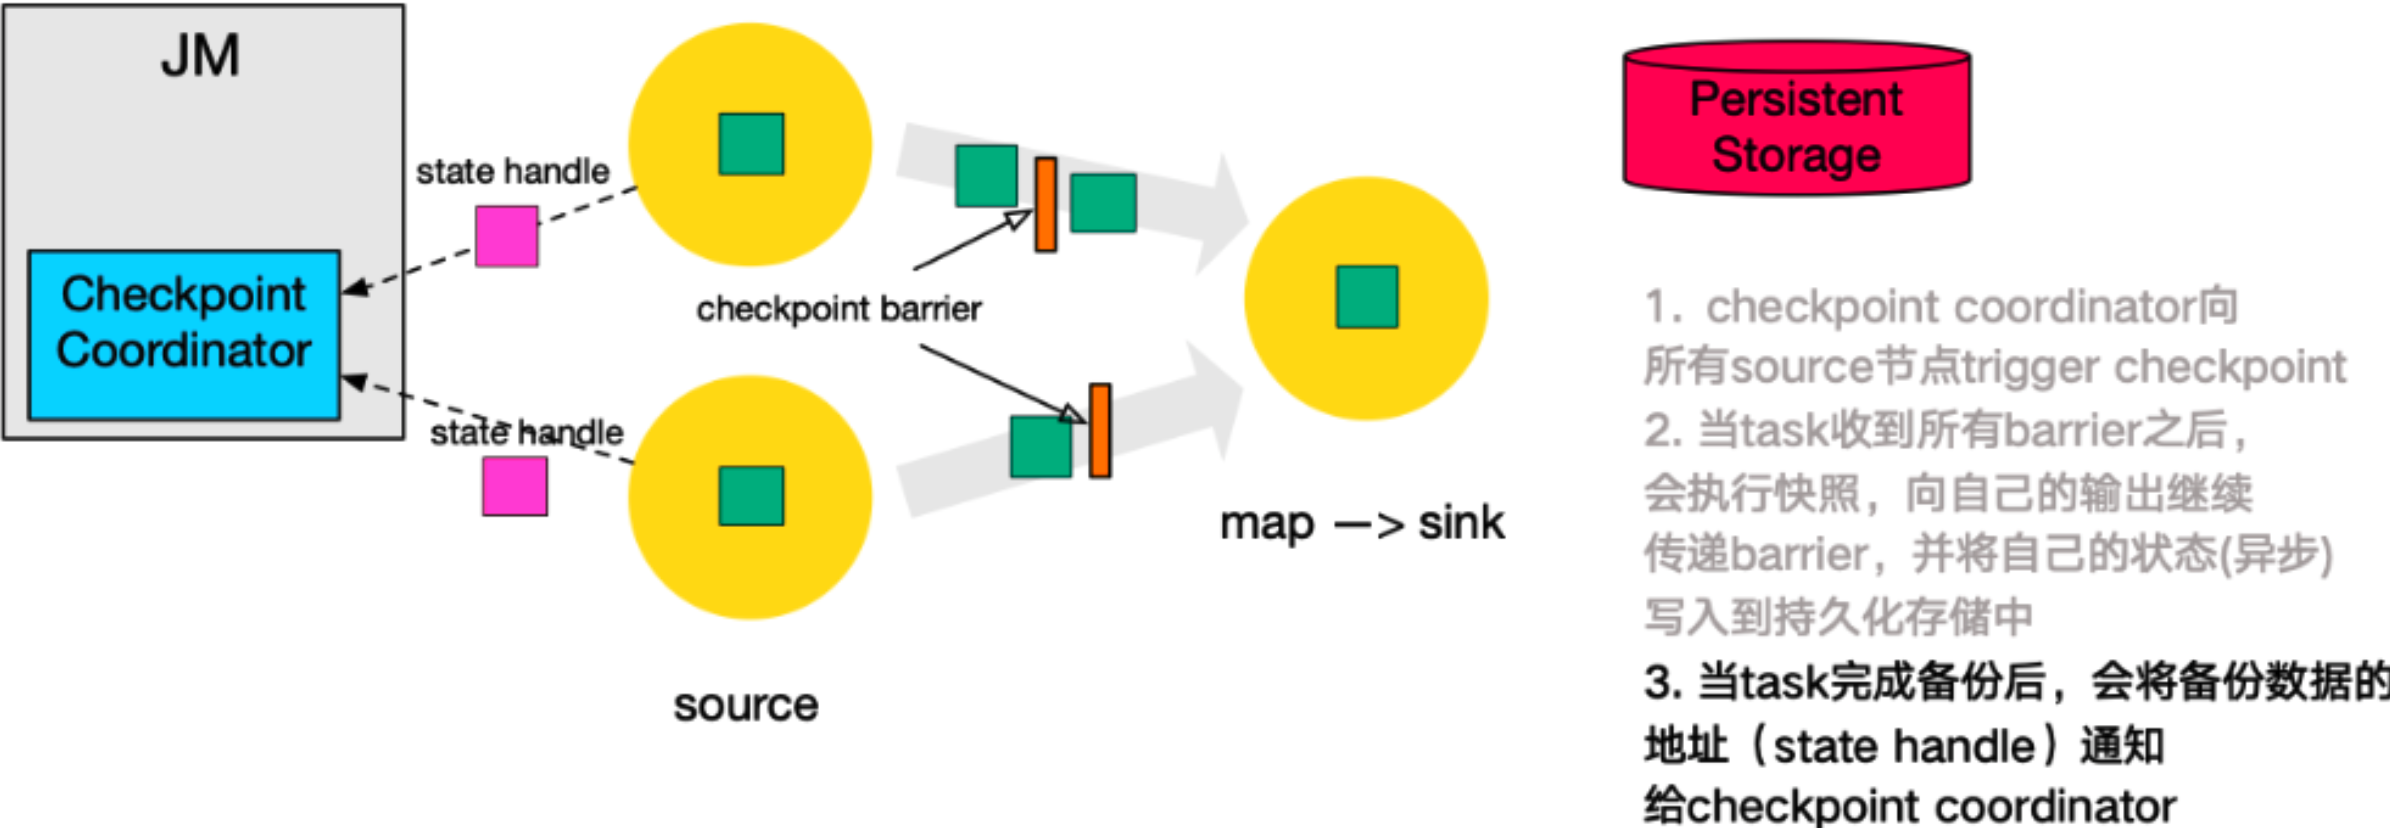 JM
state handle
Checkpoint
Coordinator
state handle
checkpoint barrier
source
map —> sink
Persistent
Storage
1. checkpoint coordinator向
所有source节点trigger checkpoint
2. 当task收到所有barrier之后，
会执行快照，向自己的输出继续
传递barrier，并将自己的状态(异步)
写入到持久化存储中
3. 当task完成备份后，会将备份数据的
地址（state handle）通知
给checkpoint coordinator